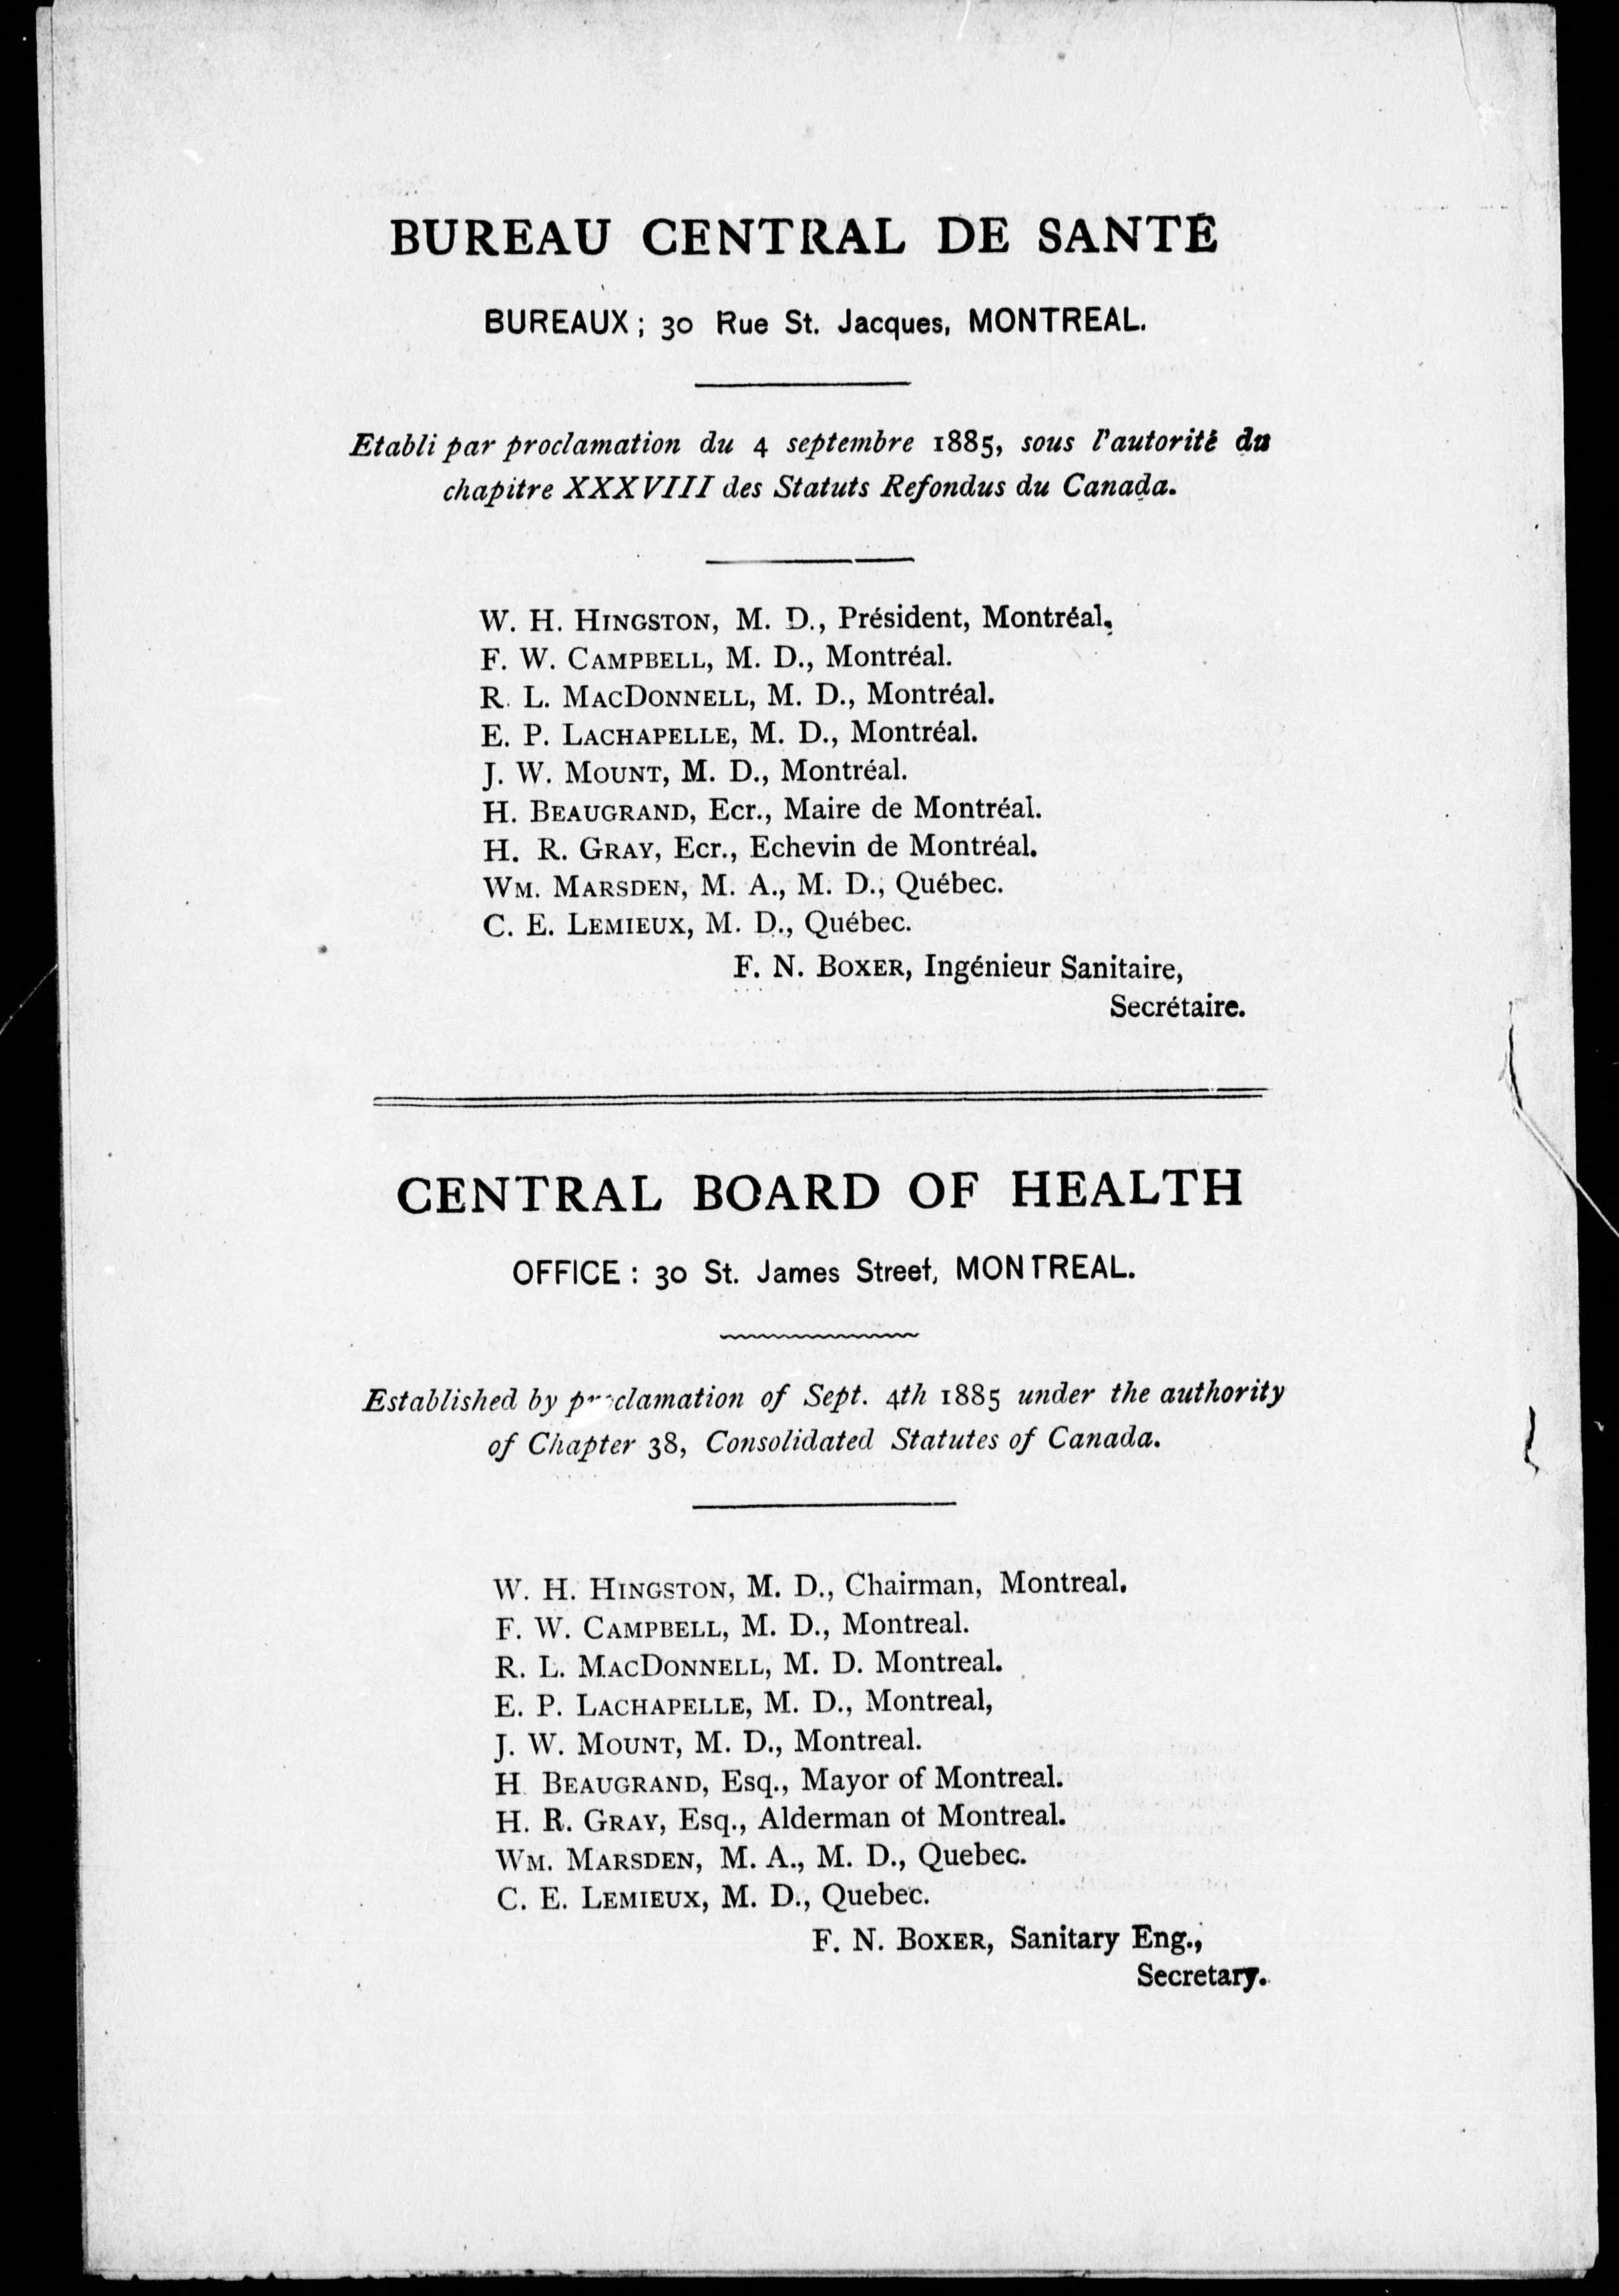 BUREAU CENTRAL DE SANTÉ
BUREAUX ; 30 Rue St. Jacques, MONTREAL.
Etabli par proclamation du 4 septembre 1885, sous l'autorité du
chapitre XXXVIII des Statuts Refondus du Canada.
W. H. HINGSTON, M. D., Président, Montréal,
F. W. CAMPBELL, M. D., Montréal.
R. L. MACDONNELL, M. D., Montréal.
E. P. LACHAPELLE, M. D., Montréal.
J. W. MOUNT, M. D., Montréal.
H. BEAUGRAND, Ecr., Maire de Montréal.
H. R. GRAY, Ecr., Echevin de Montréal.
WM. MARSDEN, M. A., M. D., Québec.
C. E. LEMIEUX, M. D., Québec.
F. N. BOXER, Ingénieur Sanitaire,
Secrétaire.
CENTRAL BOARD OF HEALTH
OFFICE : 30 St. James Street, MONTREAL.
Established by proclamation of Sept. 4th 1885 under the authority
of Chapter 38, Consolidated Statutes of Canada.
W. H. HINGSTON, M. D., Chairman, Montreal.
F. W. CAMPBELL, M. D., Montreal.
R. L. MACDONNELL, M. D. Montreal.
E. P. LACHAPELLE, M. D., Montreal,
J. W. MOUNT, M. D., Montreal.
H. BEAUGRAND, Esq., Mayor of Montreal.
H. R. GRAY, Esq., Alderman of Montreal.
WM. MARSDEN, M. A., M. D., Quebec.
C. E. LEMIEUX, M. D., Quebec.
F. N. BOXER, Sanitary Eng.,
Secretary.